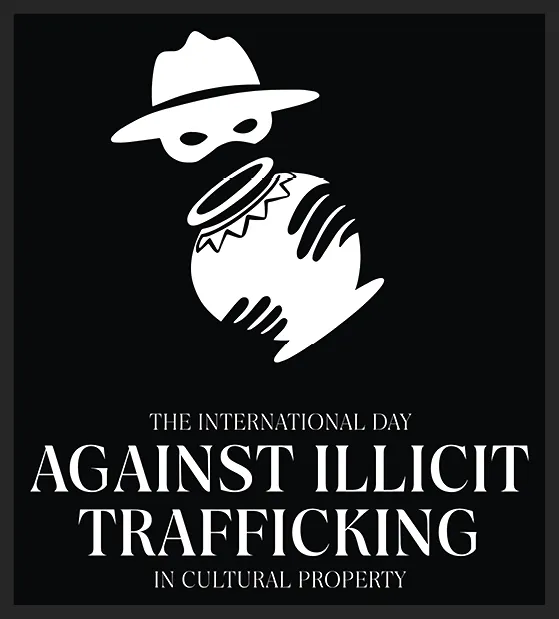 THE INTERNATIONAL DAY
AGAINST ILLICIT
TRAFFICKING
IN CULTURAL PROPERTY